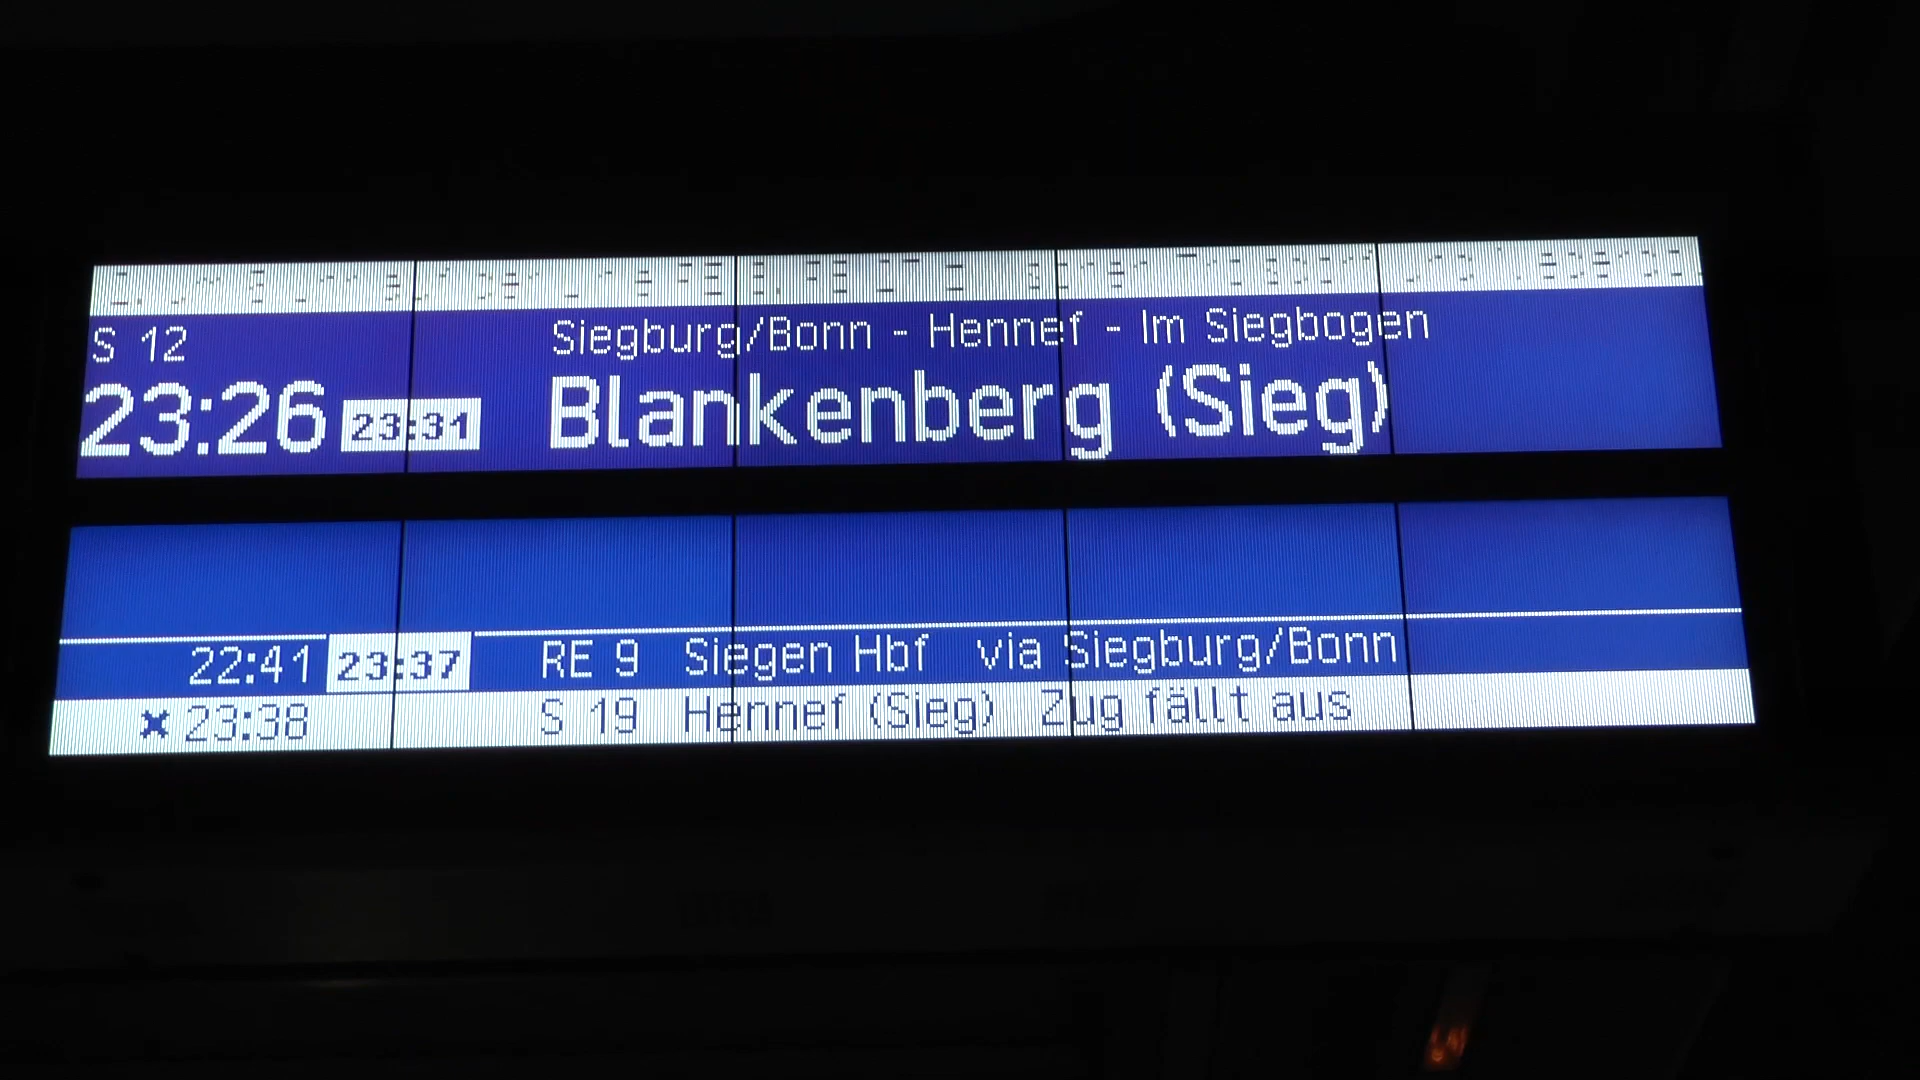 S 12 Siegburg/Bonn - Hennef - Im Siegbogen
23:26 23:31 Blankenberg (Sieg)
22:41 23:37 RE 9 Siegen Hbf via Siegburg/Bonn
✖ 23:38 S 19 Hennef (Sieg) Zug fällt aus